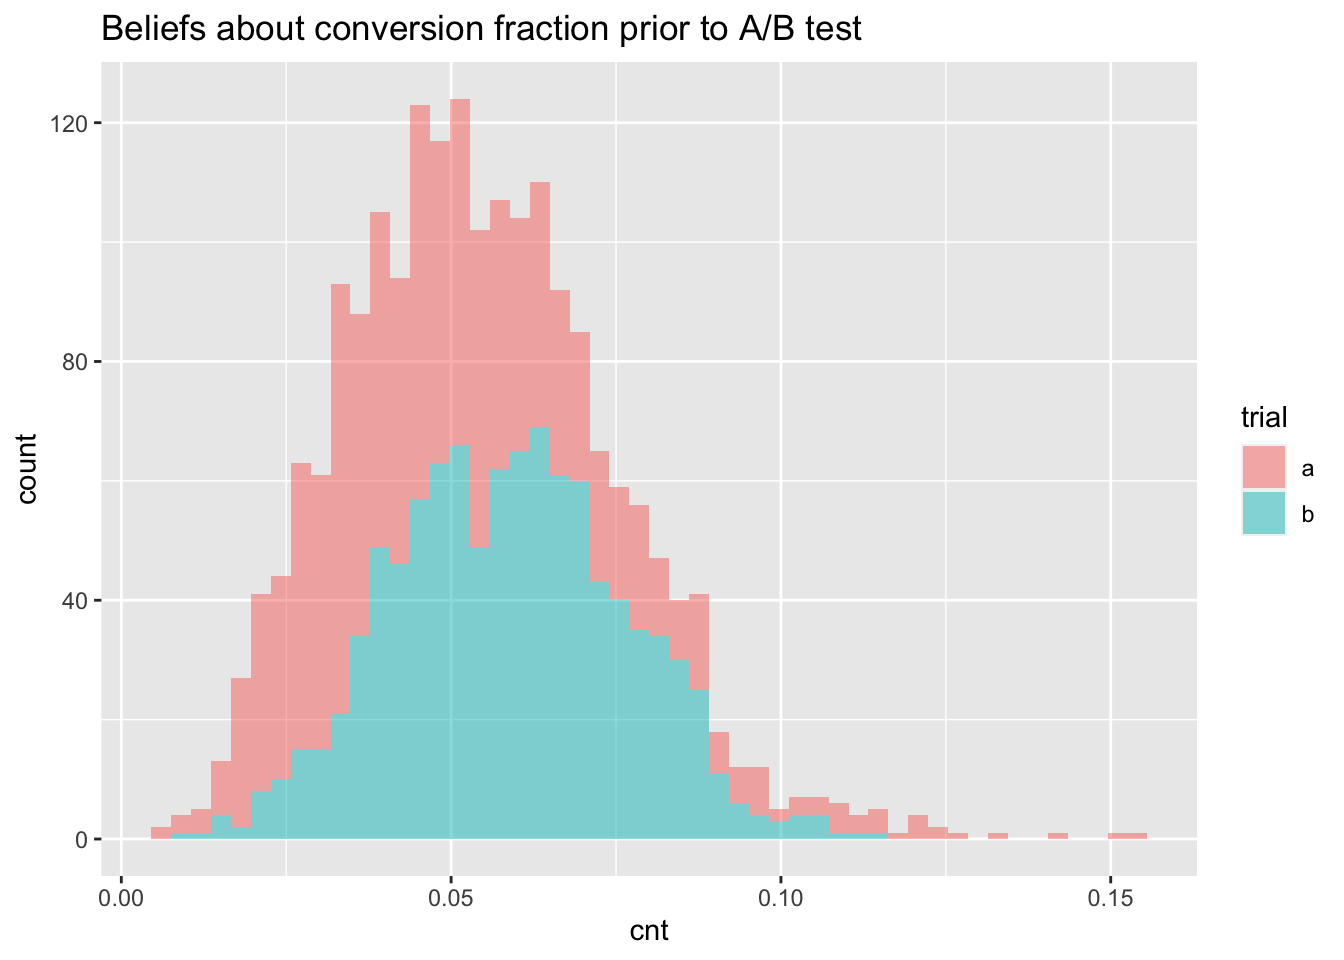 Beliefs about conversion fraction prior to A/B test
120
80
40
0
count
0.00
0.05
0.10
0.15
cnt
trial
a
b